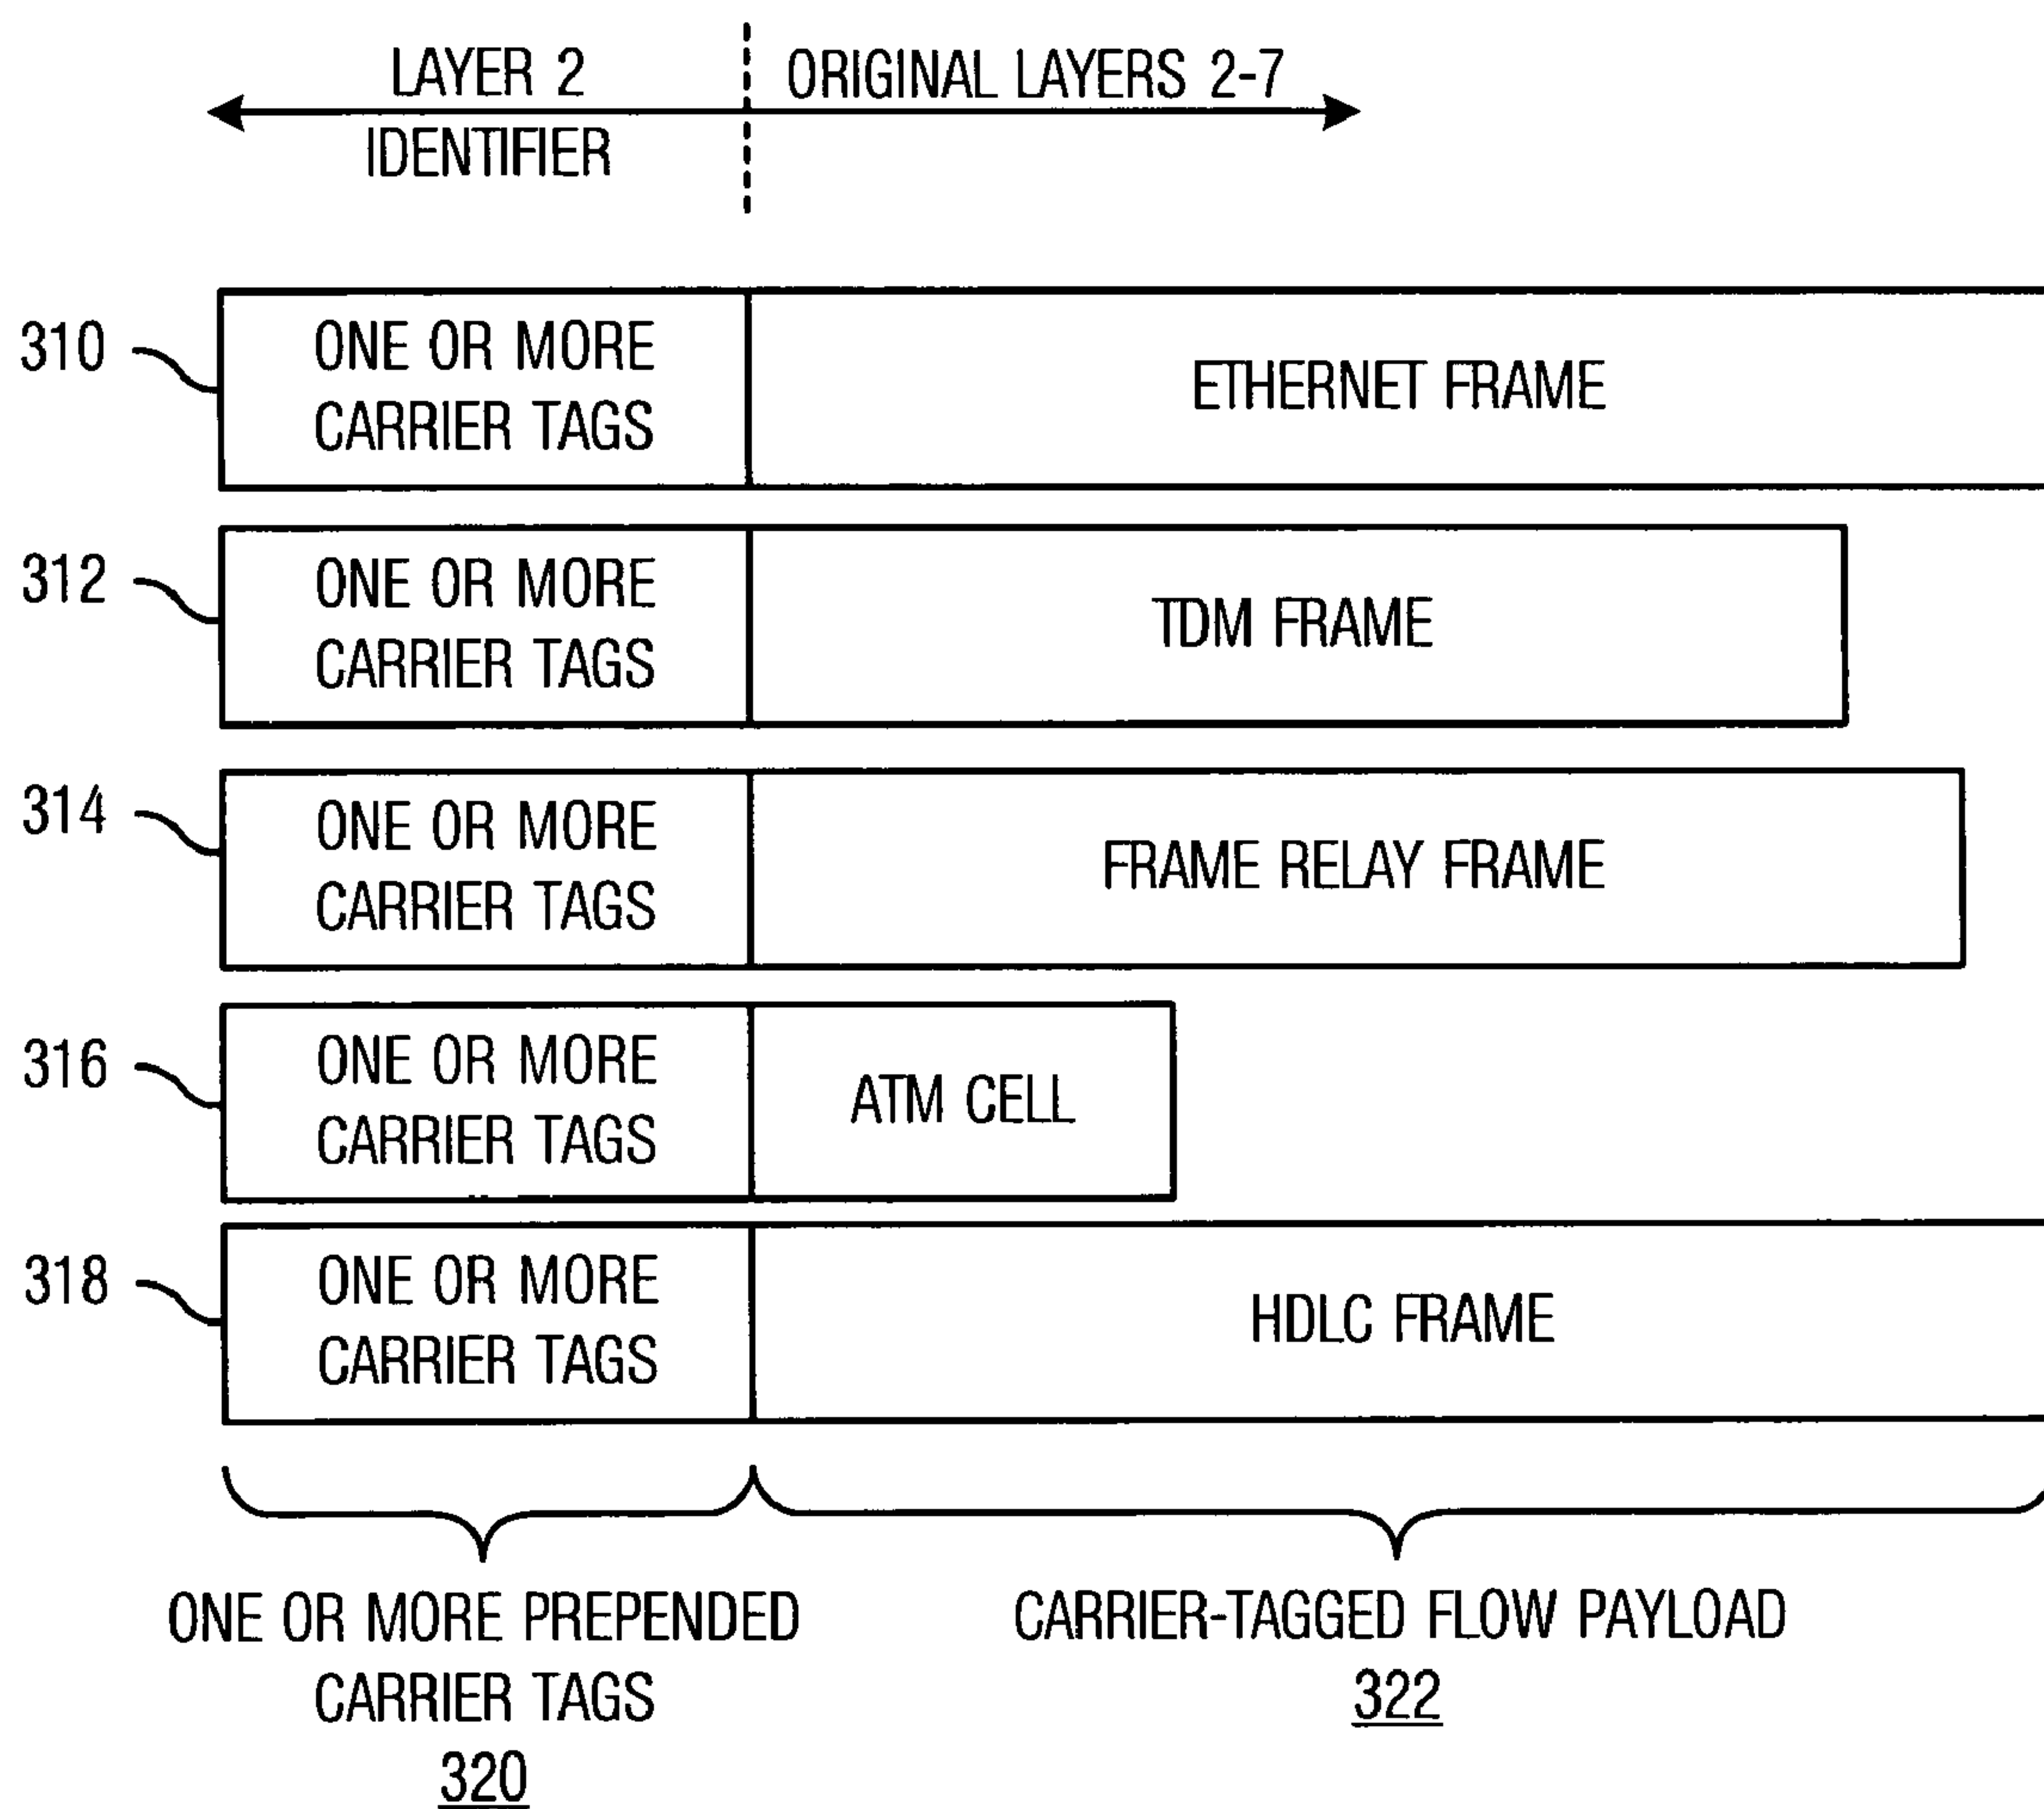 LAYER 2
IDENTIFIER
ORIGINAL LAYERS 2-7
310
ONE OR MORE
CARRIER TAGS
ETHERNET FRAME
312
ONE OR MORE
CARRIER TAGS
TDM FRAME
314
ONE OR MORE
CARRIER TAGS
FRAME RELAY FRAME
316
ONE OR MORE
CARRIER TAGS
ATM CELL
318
ONE OR MORE
CARRIER TAGS
HDLC FRAME
ONE OR MORE PREPENDED
CARRIER TAGS
320
CARRIER-TAGGED FLOW PAYLOAD
322